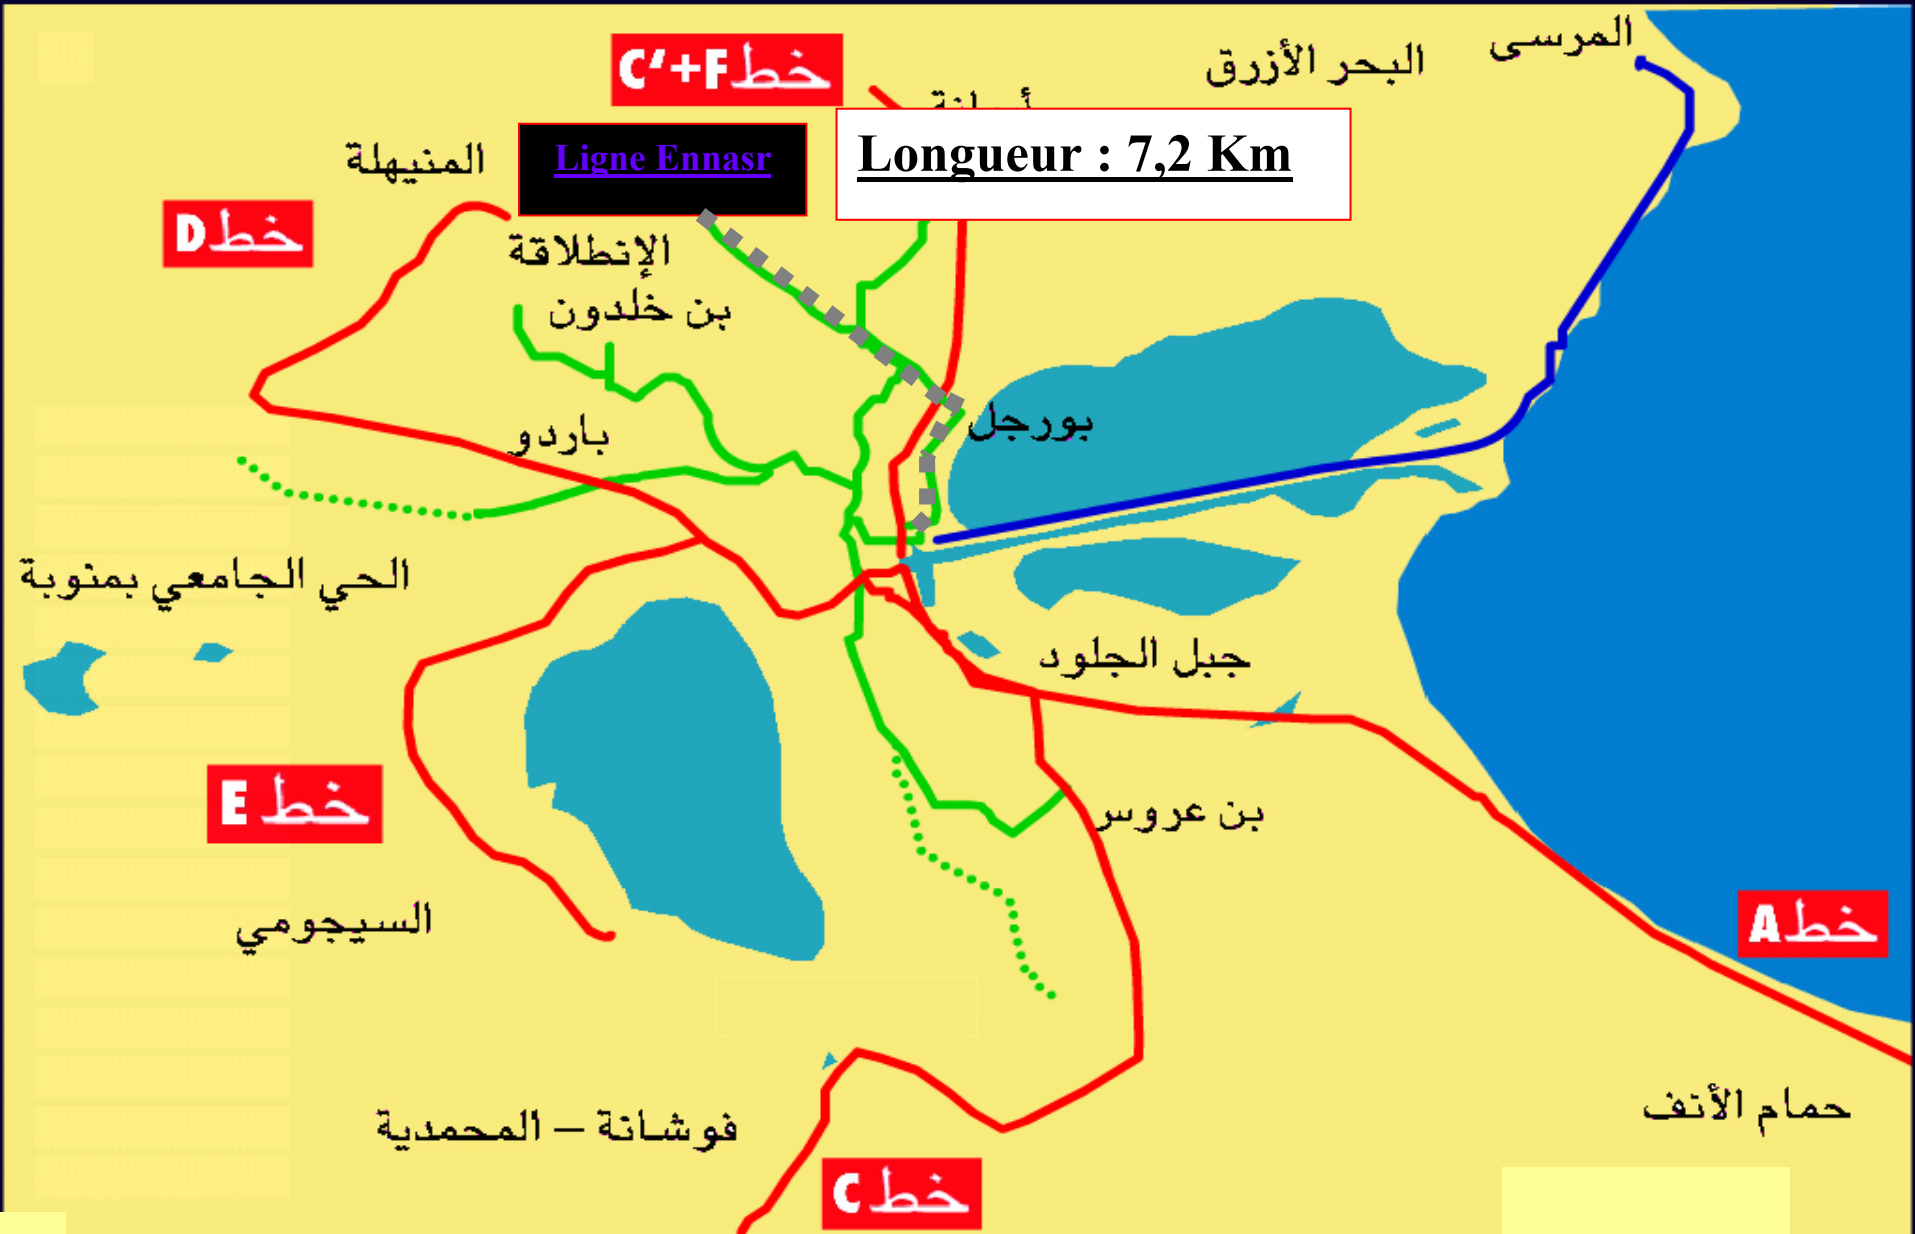 المرسى
البحر الأزرق
خط C'+F
Longueur : 7,2 Km
Ligne Ennasr
المنيهلة
خط D
الإنطلاقة
بن خلدون
بورجل
باردو
الحي الجامعي بمنوبة
جبل الجلود
خط E
بن عروس
السيجومي
خط A
حمام الأنف
فوشانة – المحمدية
خط C